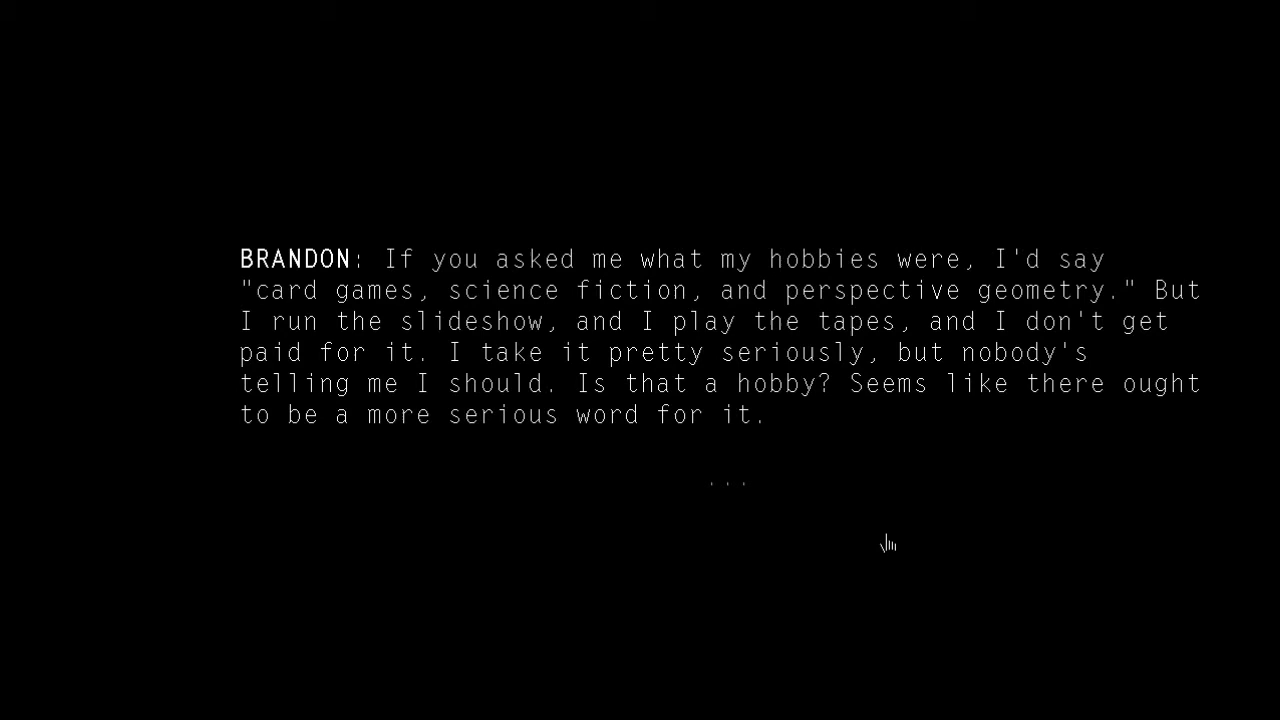 BRANDON: If you asked me what my hobbies were, I'd say
"card games, science fiction, and perspective geometry." But
I run the slideshow, and I play the tapes, and I don't get
paid for it. I take it pretty seriously, but nobody's
telling me I should. Is that a hobby? Seems like there ought
to be a more serious word for it.
...